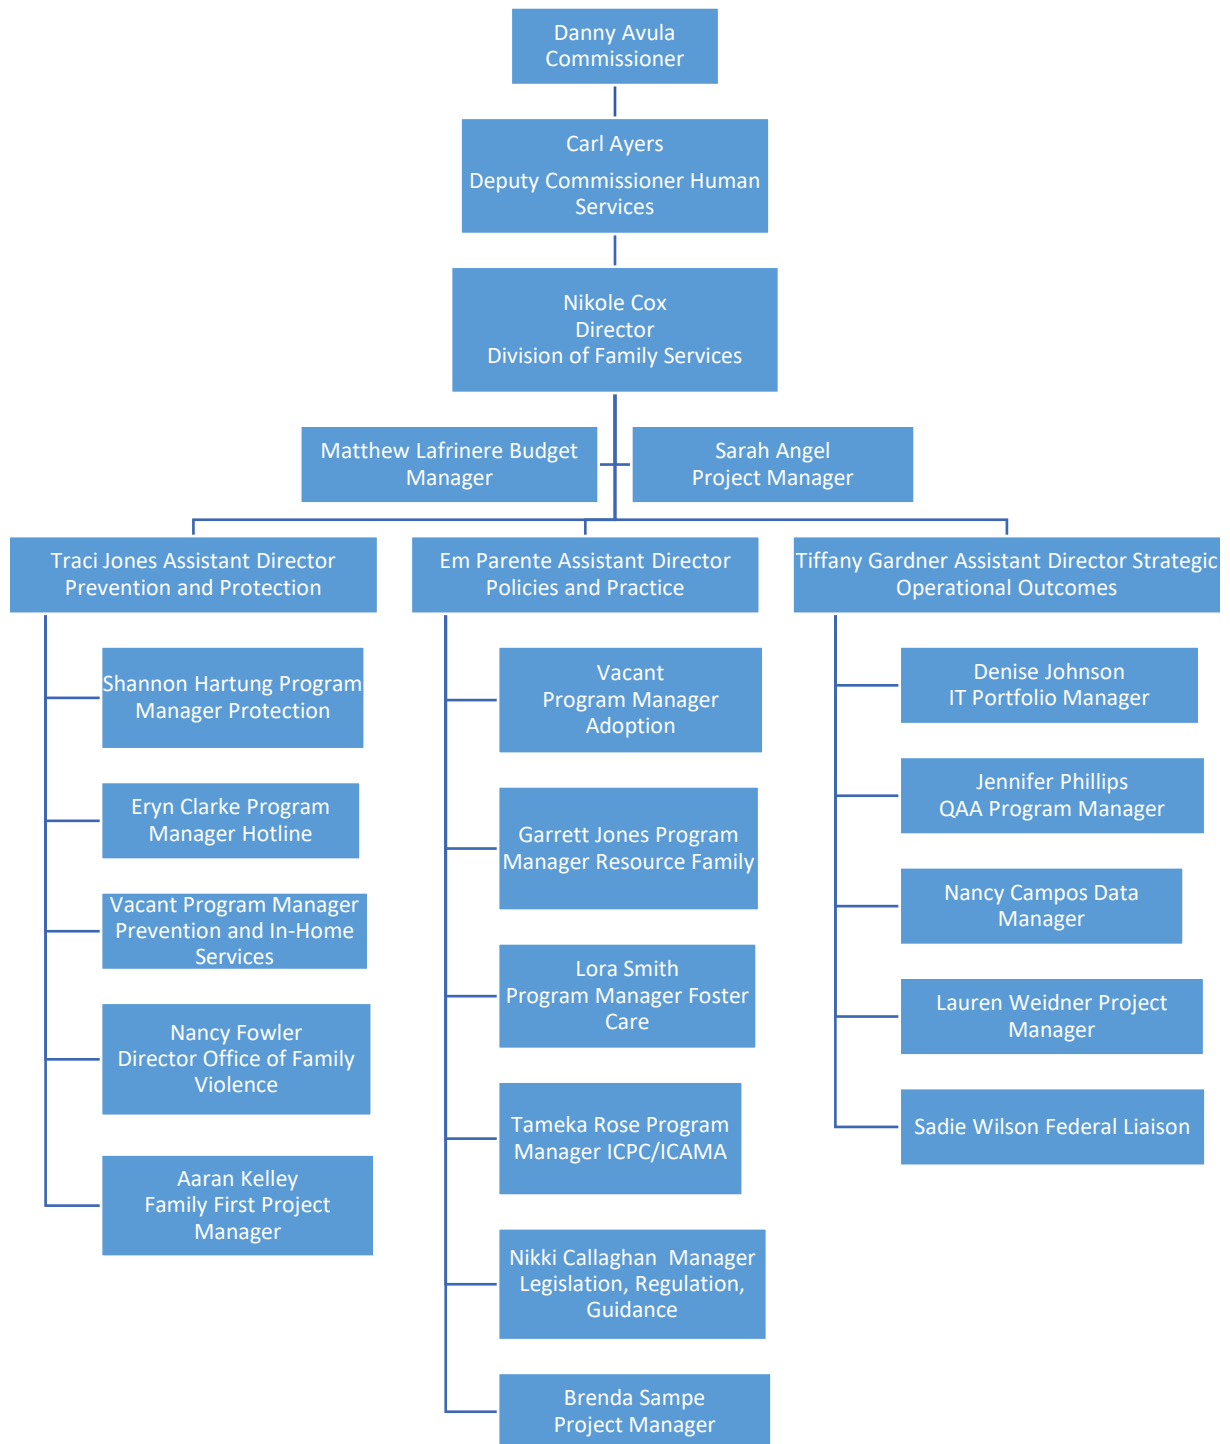 Danny Avula
Commissioner
Carl Ayers
Deputy Commissioner Human
Services
Nikole Cox
Director
Division of Family Services
Matthew Lafrinere Budget
Manager
Sarah Angel
Project Manager
Traci Jones Assistant Director
Prevention and Protection
Shannon Hartung Program
Manager Protection
Eryn Clarke Program
Manager Hotline
Vacant Program Manager
Prevention and In-Home
Services
Nancy Fowler
Director Office of Family
Violence
Aaran Kelley
Family First Project
Manager
Em Parente Assistant Director
Policies and Practice
Vacant
Program Manager
Adoption
Garrett Jones Program
Manager Resource Family
Lora Smith
Program Manager Foster
Care
Tameka Rose Program
Manager ICPC/ICAMA
Nikki Callaghan  Manager
Legislation, Regulation,
Guidance
Brenda Sampe
Project Manager
Tiffany Gardner Assistant Director Strategic
Operational Outcomes
Denise Johnson
IT Portfolio Manager
Jennifer Phillips
QAA Program Manager
Nancy Campos Data
Manager
Lauren Weidner Project
Manager
Sadie Wilson Federal Liaison